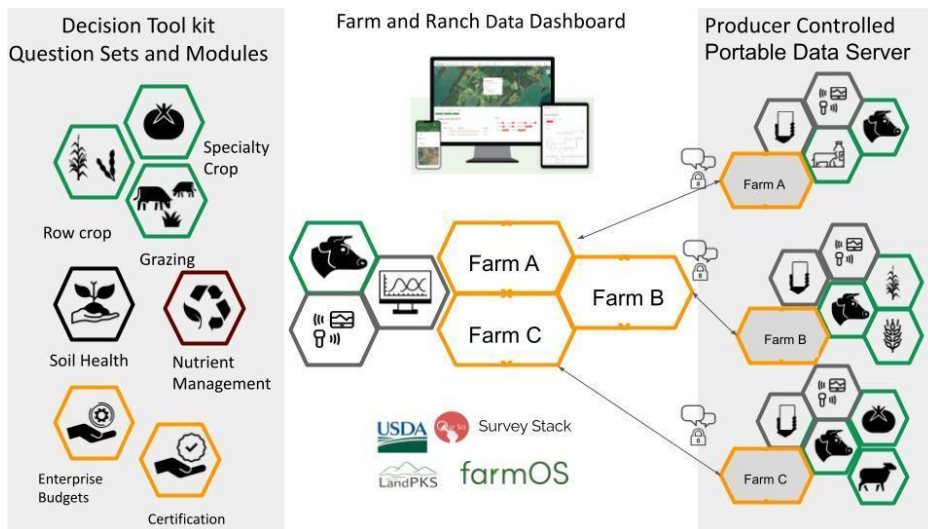 Decision Tool kit
Question Sets and Modules
Specialty
Crop
Row crop
Grazing
Soil Health
Nutrient
Management
Enterprise
Budgets
Certification
Farm and Ranch Data Dashboard
Farm A
Farm B
Farm C
USDA
Our Sci
Survey Stack
LandPKS
farmOS
Producer Controlled
Portable Data Server
Farm A
Farm B
Farm C